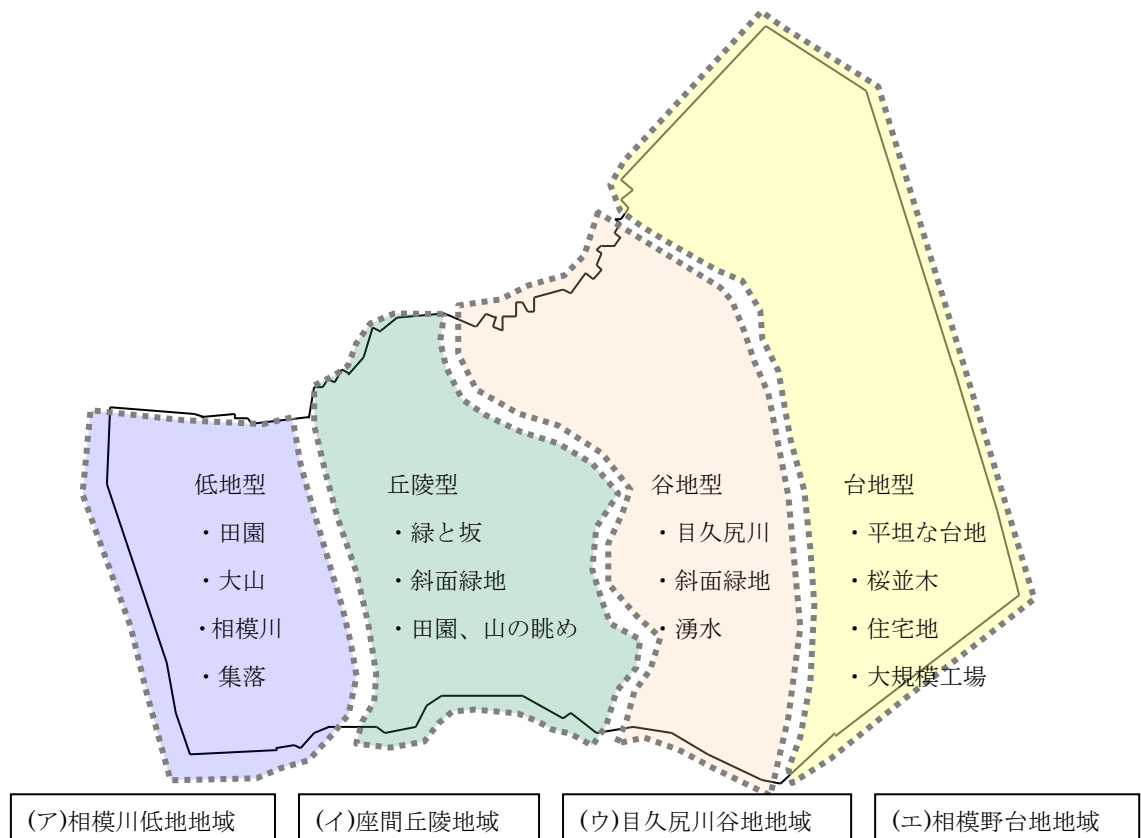 低地型
・田園
・大山
・相模川
・集落
丘陵型
・緑と坂
・斜面緑地
・田園、山の眺め
谷地型
・目久尻川
・斜面緑地
・湧水
台地型
・平坦な台地
・桜並木
・住宅地
・大規模工場
(ア)相模川低地地域
(イ)座間丘陵地域
(ウ)目久尻川谷地地域
(エ)相模野台地地域